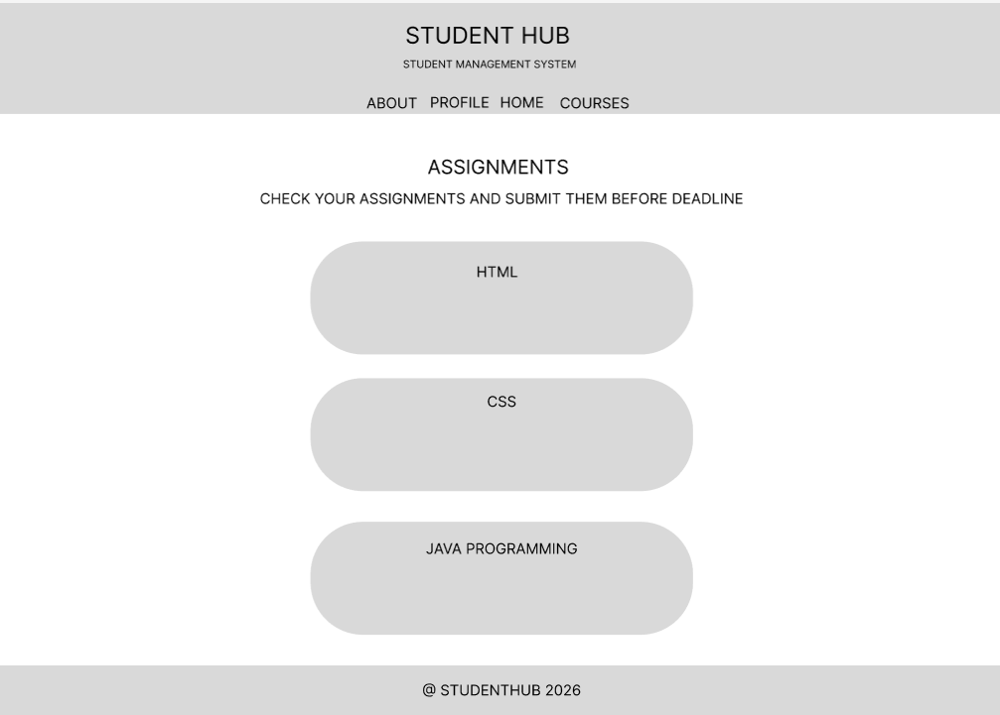 STUDENT HUB
STUDENT MANAGEMENT SYSTEM
ABOUT PROFILE HOME COURSES
ASSIGNMENTS
CHECK YOUR ASSIGNMENTS AND SUBMIT THEM BEFORE DEADLINE
HTML
CSS
JAVA PROGRAMMING
@ STUDENTHUB 2026